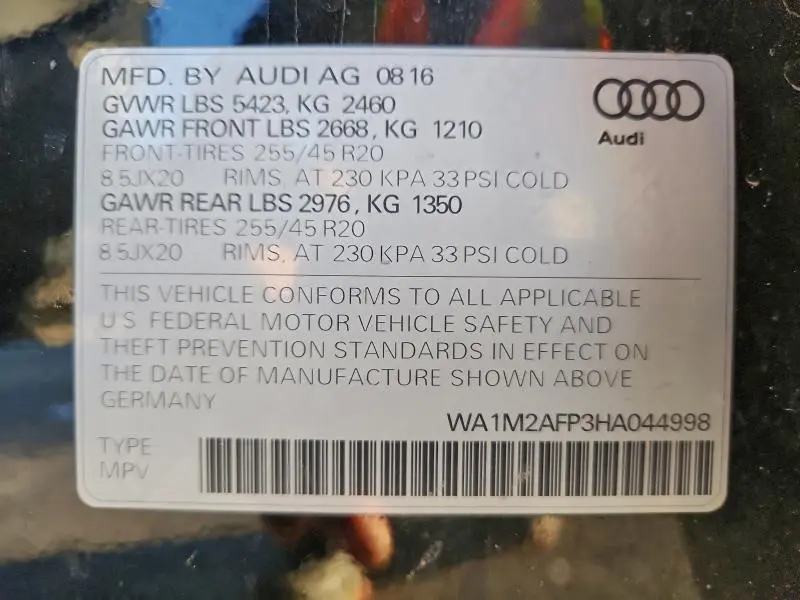 MFD. BY AUDI AG 08 16
GVWR LBS 5423, KG 2460
GAWR FRONT LBS 2668, KG 1210
FRONT-TIRES 255/45 R20
8.5JX20 RIMS, AT 230 KPA 33 PSI COLD
GAWR REAR LBS 2976, KG 1350
REAR-TIRES 255/45 R20
8.5JX20 RIMS, AT 230 KPA 33 PSI COLD
Audi
THIS VEHICLE CONFORMS TO ALL APPLICABLE
U.S. FEDERAL MOTOR VEHICLE SAFETY AND
THEFT PREVENTION STANDARDS IN EFFECT ON
THE DATE OF MANUFACTURE SHOWN ABOVE
GERMANY
WA1M2AFP3HA044998
TYPE
MPV